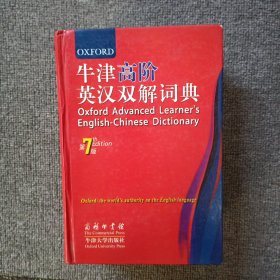 OXFORD
牛津高阶
英汉双解词典
Oxford Advanced Learner's
English-Chinese Dictionary
第7版 th edition
Oxford: the world's authority on the English language
商务印书馆
The Commercial Press
牛津大学出版社
Oxford University Press